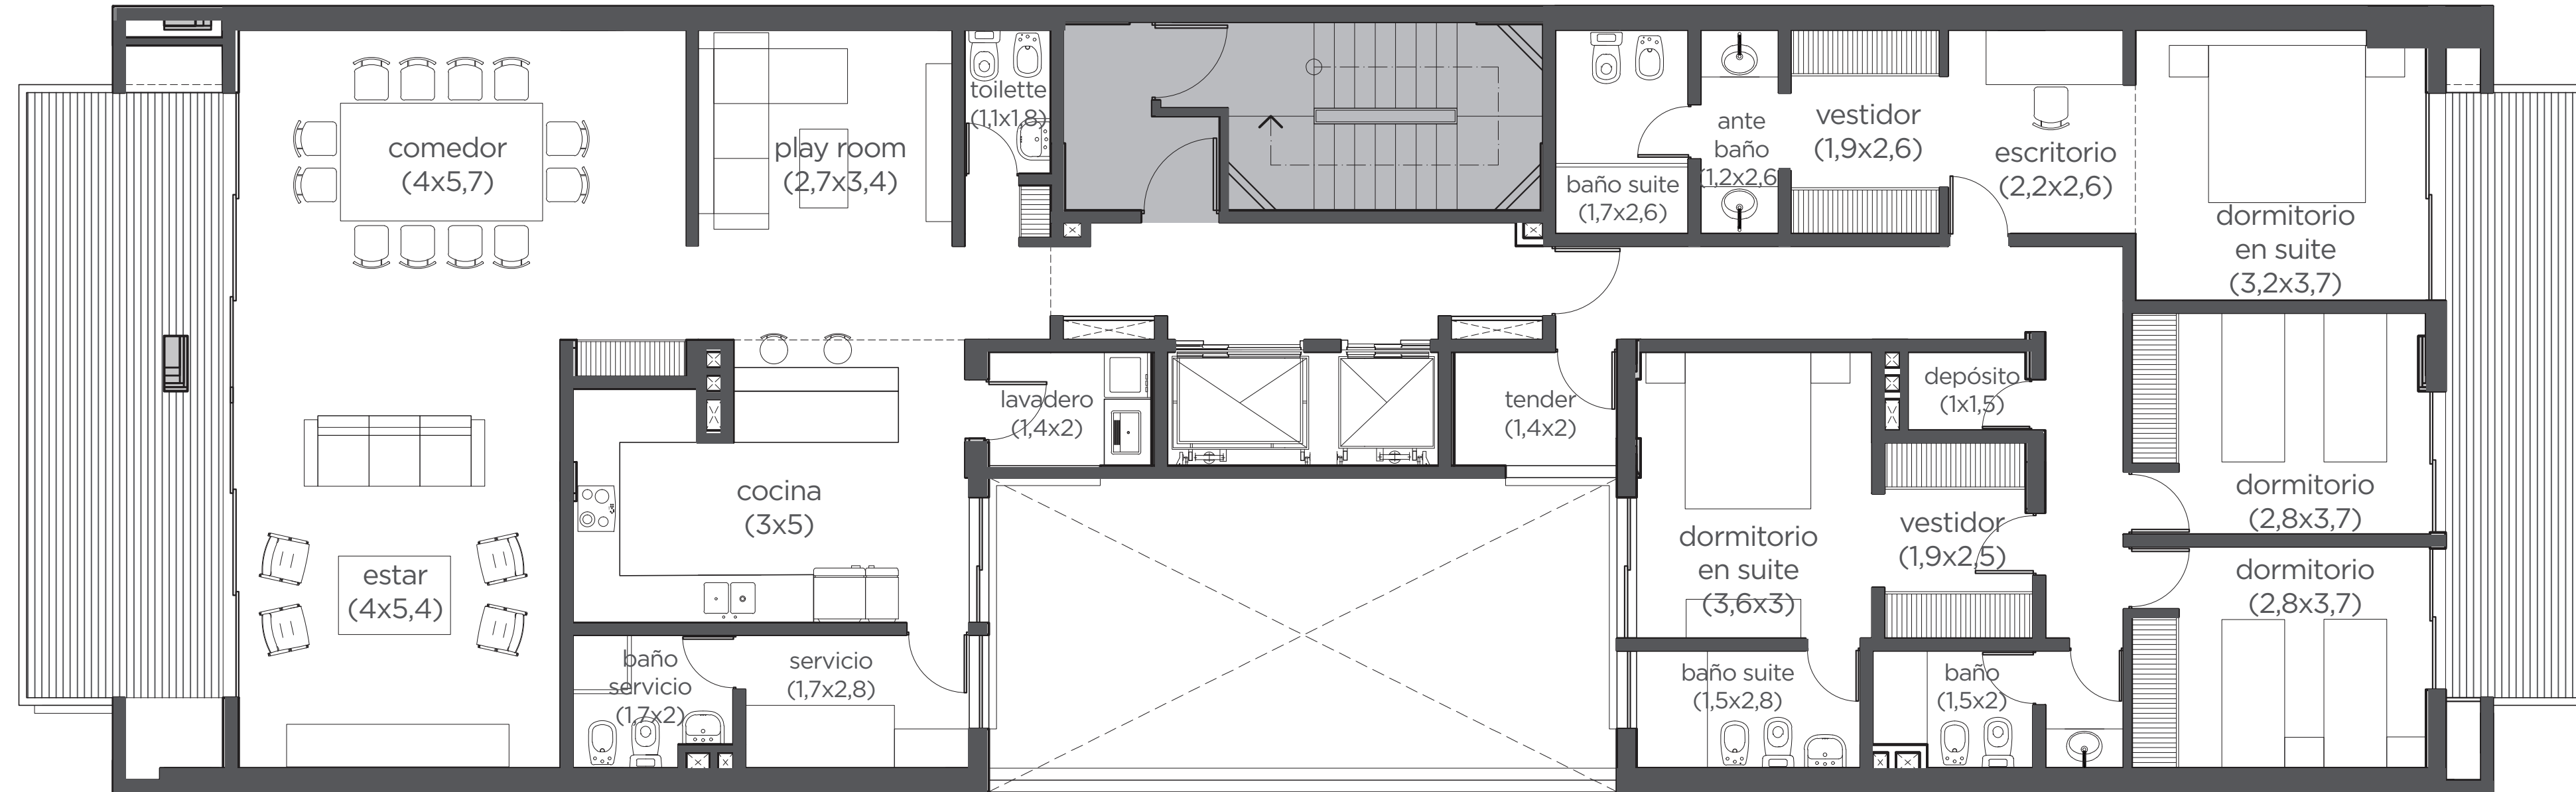 comedor
(4x5,7)
play room
(2,7x3,4)
toilette
(1,1x1,8)
baño suite
(1,7x2,6)
ante
baño
(1,2x2,6
vestidor
(1,9x2,6)
escritorio
(2,2x2,6)
dormitorio
en suite
(3,2x3,7)
estar
(4x5,4)
cocina
(3x5)
lavadero
(1,4x2)
tender
(1,4x2)
dormitorio
en suite
(3,6x3)
depósito
(1x1,5)
vestidor
(1,9x2,5)
dormitorio
(2,8x3,7)
dormitorio
(2,8x3,7)
baño
servicio
(1,7x2)
servicio
(1,7x2,8)
baño suite
(1,5x2,8)
baño
(1,5x2)